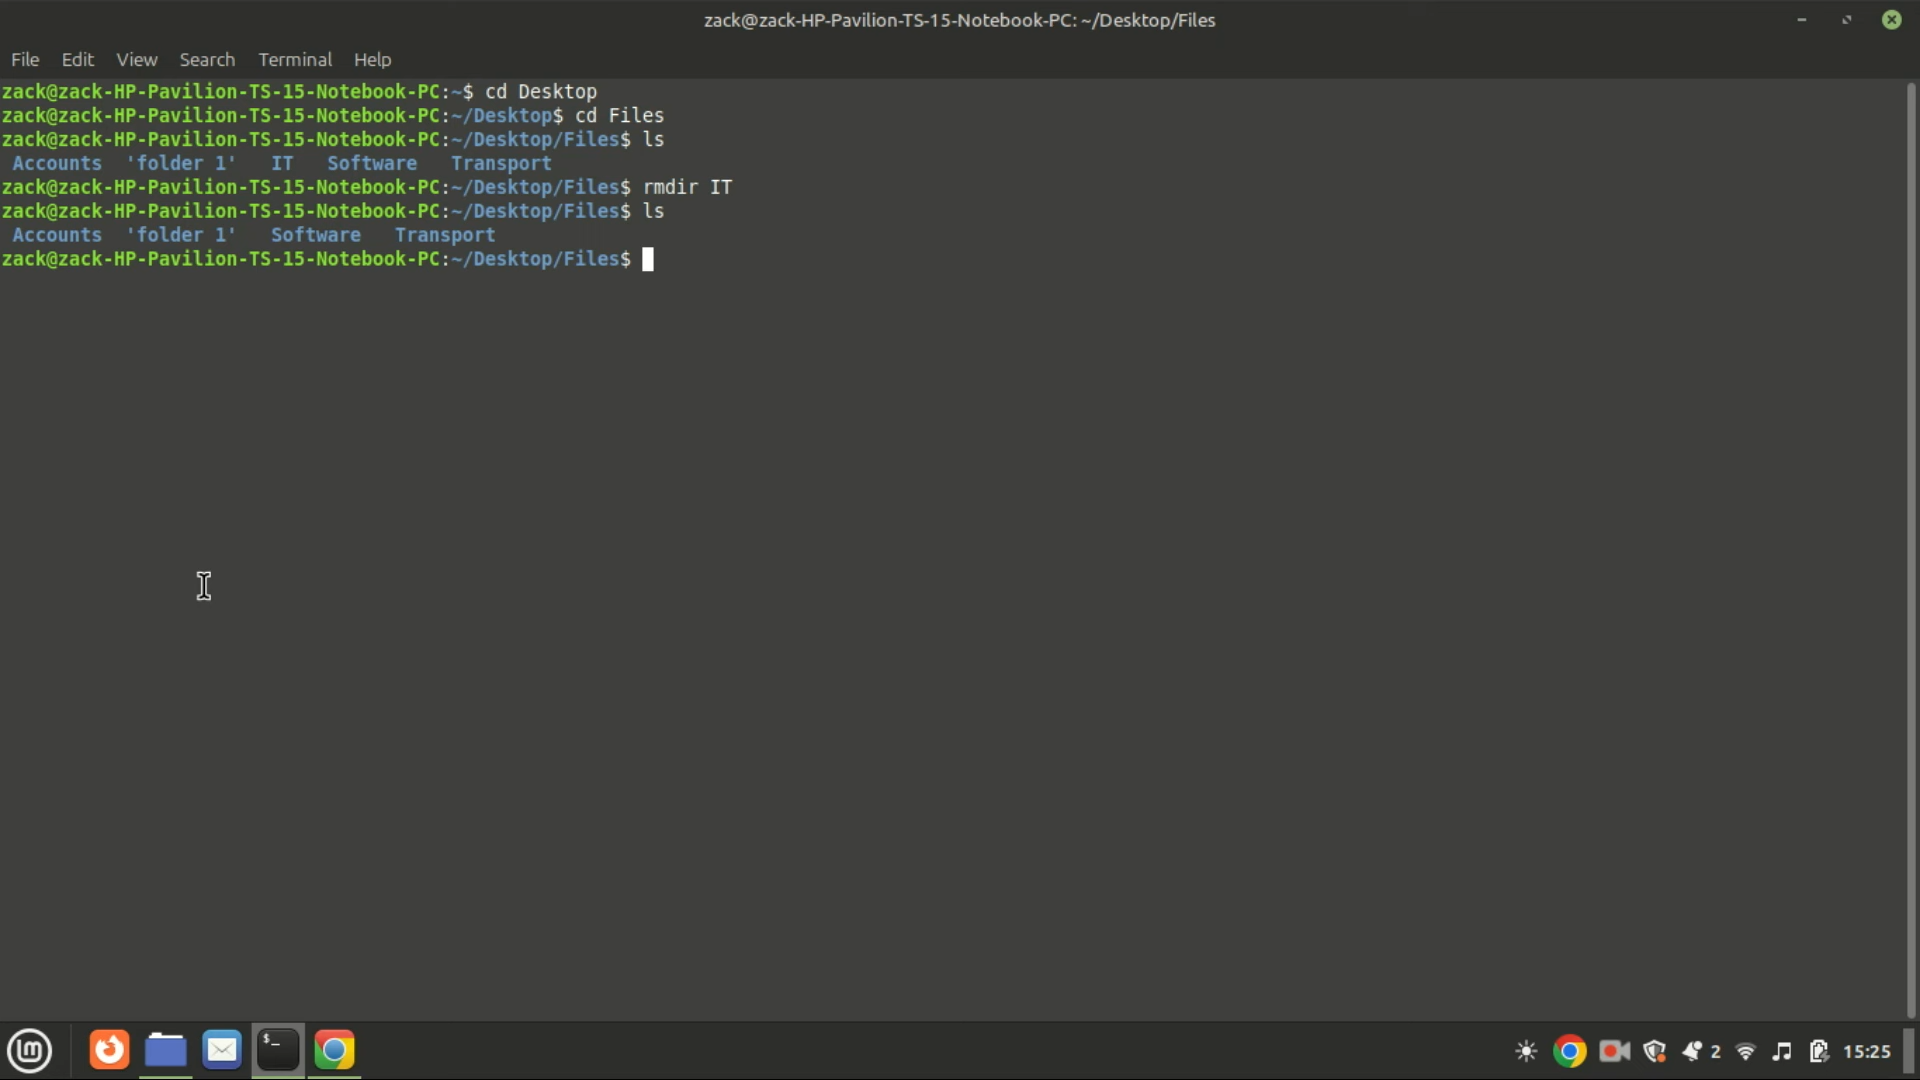 zack@zack-HP-Pavilion-TS-15-Notebook-PC: ~/Desktop/Files
File Edit View Search Terminal Help
zack@zack-HP-Pavilion-TS-15-Notebook-PC:~$ cd Desktop
zack@zack-HP-Pavilion-TS-15-Notebook-PC:~/Desktop$ cd Files
zack@zack-HP-Pavilion-TS-15-Notebook-PC:~/Desktop/Files$ ls
Accounts 'folder 1' IT Software Transport
zack@zack-HP-Pavilion-TS-15-Notebook-PC:~/Desktop/Files$ rmdir IT
zack@zack-HP-Pavilion-TS-15-Notebook-PC:~/Desktop/Files$ ls
Accounts 'folder 1' Software Transport
zack@zack-HP-Pavilion-TS-15-Notebook-PC:~/Desktop/Files$
$_
2 15:25